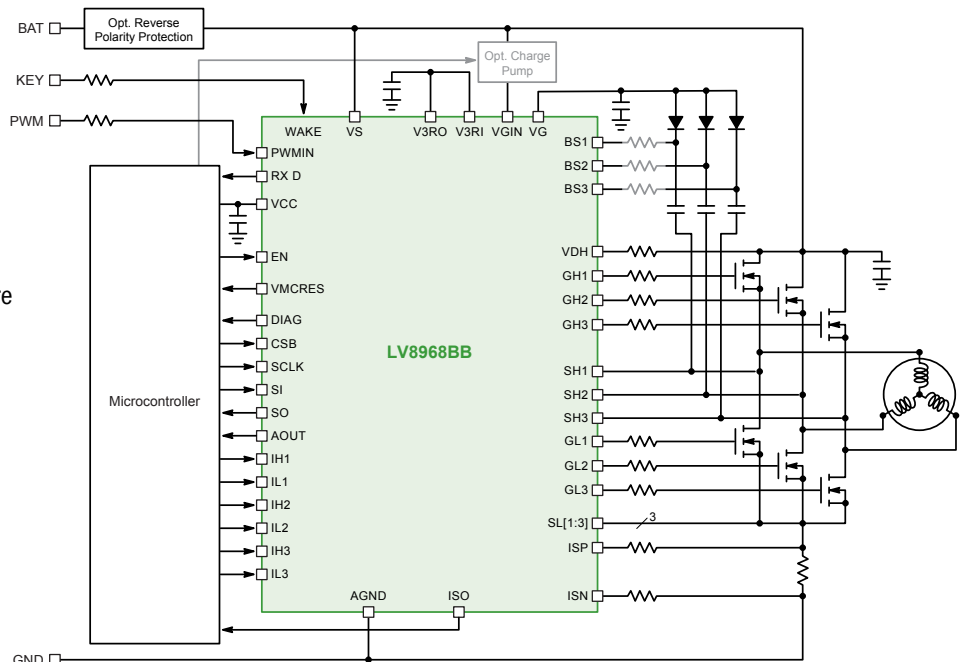 BAT
Opt. Reverse
Polarity Protection
Opt. Charge
Pump
KEY
PWM
WAKE
VS
V3RO
V3RI
VGIN
VG
PWMIN
RX D
VCC
EN
VMCRES
DIAG
CSB
SCLK
SI
SO
AOUT
IH1
IL1
IH2
IL2
IH3
IL3
Microcontroller
LV8968BB
BS1
BS2
BS3
VDH
GH1
GH2
GH3
SH1
SH2
SH3
GL1
GL2
GL3
SL[1:3]
3
ISP
ISN
AGND
ISO
GND